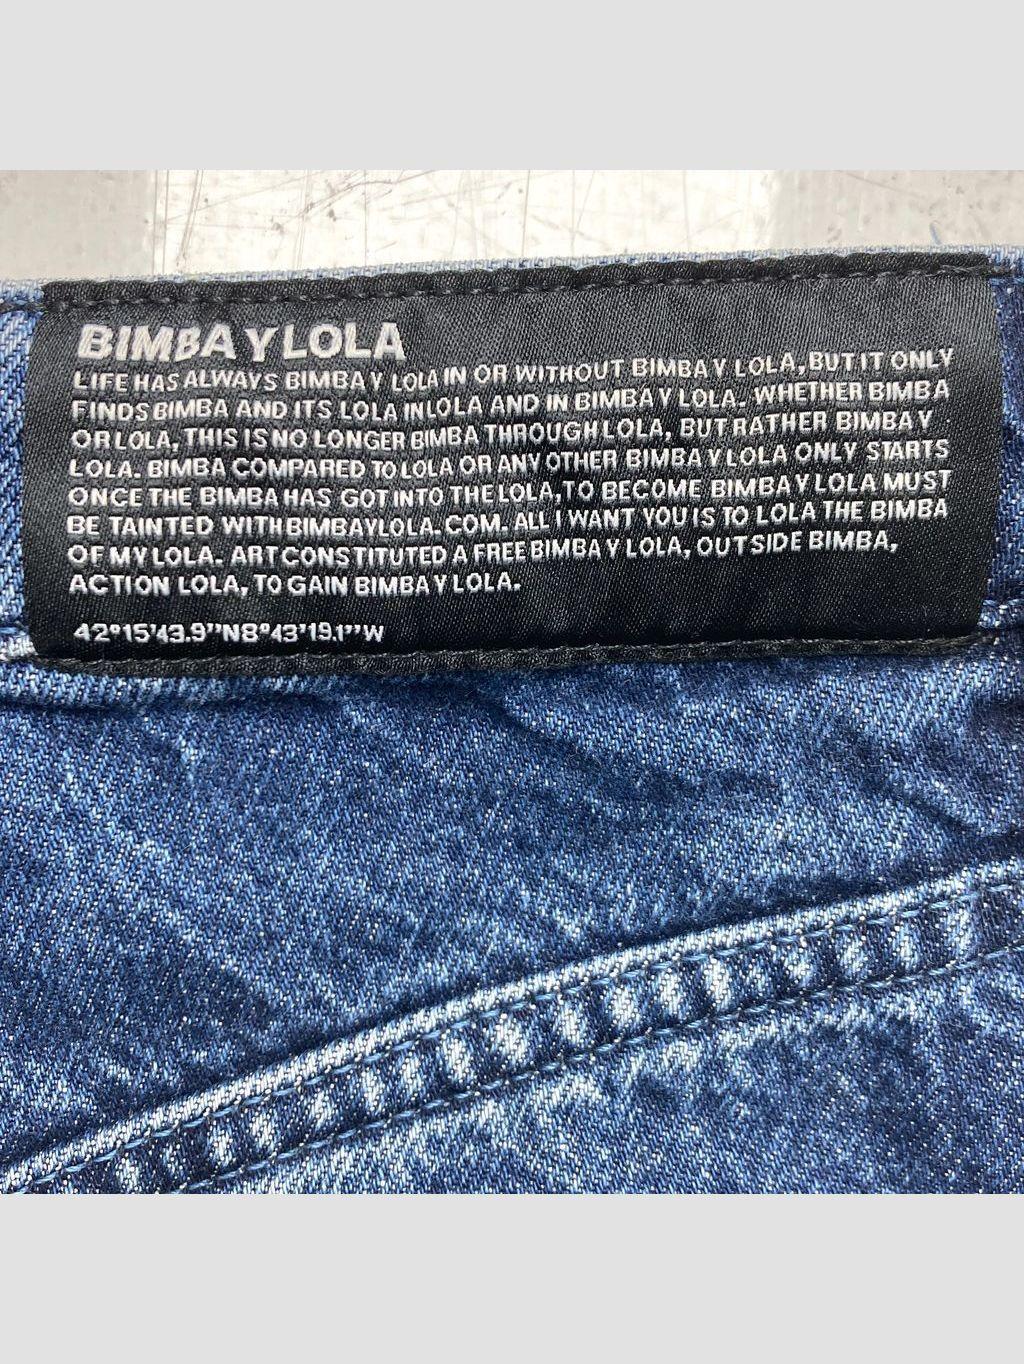 BIMBA Y LOLA
LIFE HAS ALWAYS BIMBA Y LOLA IN OR WITHOUT BIMBA Y LOLA, BUT IT ONLY
FINDS BIMBA AND ITS LOLA IN LOLA AND IN BIMBA Y LOLA. WHETHER BIMBA
OR LOLA, THIS IS NO LONGER BIMBA THROUGH LOLA, BUT RATHER BIMBA Y
LOLA. BIMBA COMPARED TO LOLA OR ANY OTHER BIMBA Y LOLA ONLY STARTS
ONCE THE BIMBA HAS GOT INTO THE LOLA, TO BECOME BIMBA Y LOLA MUST
BE TAINTED WITH BIMBAYLOLA.COM. ALL I WANT YOU IS TO LOLA THE BIMBA
OF MY LOLA. ART CONSTITUTED A FREE BIMBA Y LOLA, OUTSIDE BIMBA,
ACTION LOLA, TO GAIN BIMBA Y LOLA.
42°15'43.9"N8°43'19.1"W